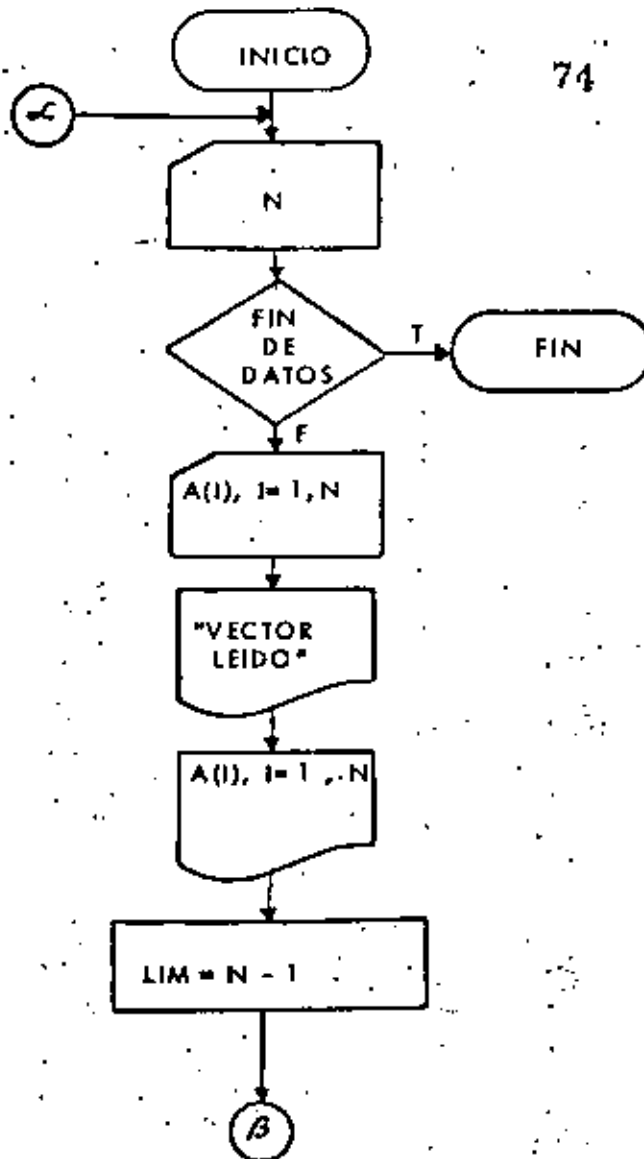 INICIO
74
α
N
FIN
DE
DATOS
T
FIN
F
A(I), I= 1, N
"VECTOR
LEIDO"
A(I), I= 1 , N
LIM = N - 1
β